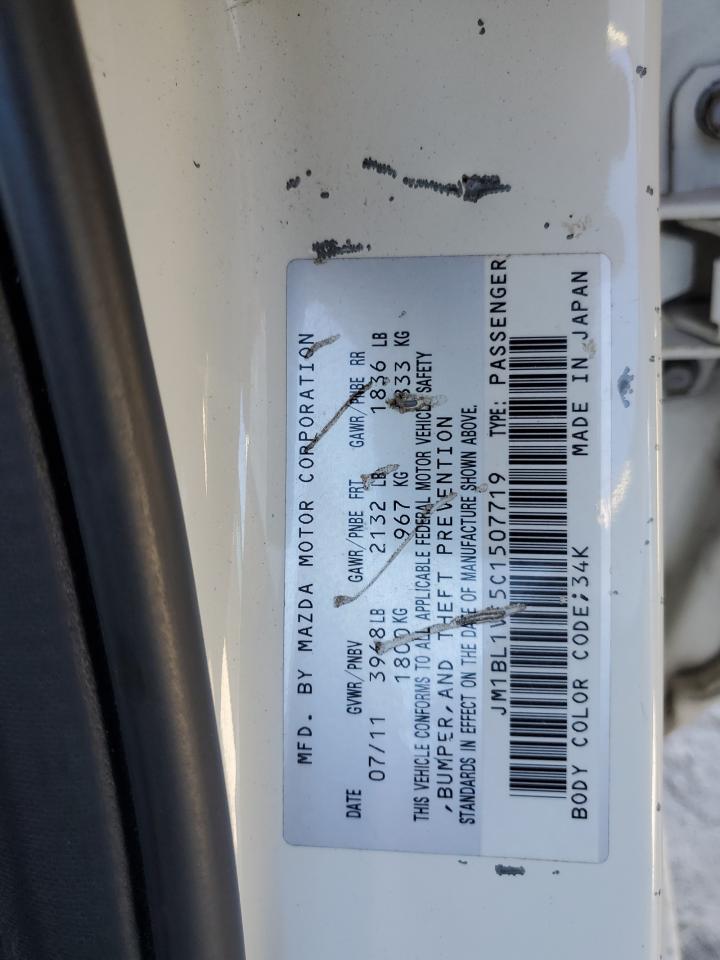 MFD. BY MAZDA MOTOR CORPORATION
DATE GVWR/PNBV GAWR/PNBE FRT GAWR/PNBE RR
07/11 3968LB 2132 LB 1836 LB
1800KG 967 KG 833 KG
THIS VEHICLE CONFORMS TO ALL APPLICABLE FEDERAL MOTOR VEHICLE SAFETY
,BUMPER,AND THEFT PREVENTION
STANDARDS IN EFFECT ON THE DATE OF MANUFACTURE SHOWN ABOVE.
TYPE: PASSENGER
BODY COLOR CODE;34K MADE IN JAPAN